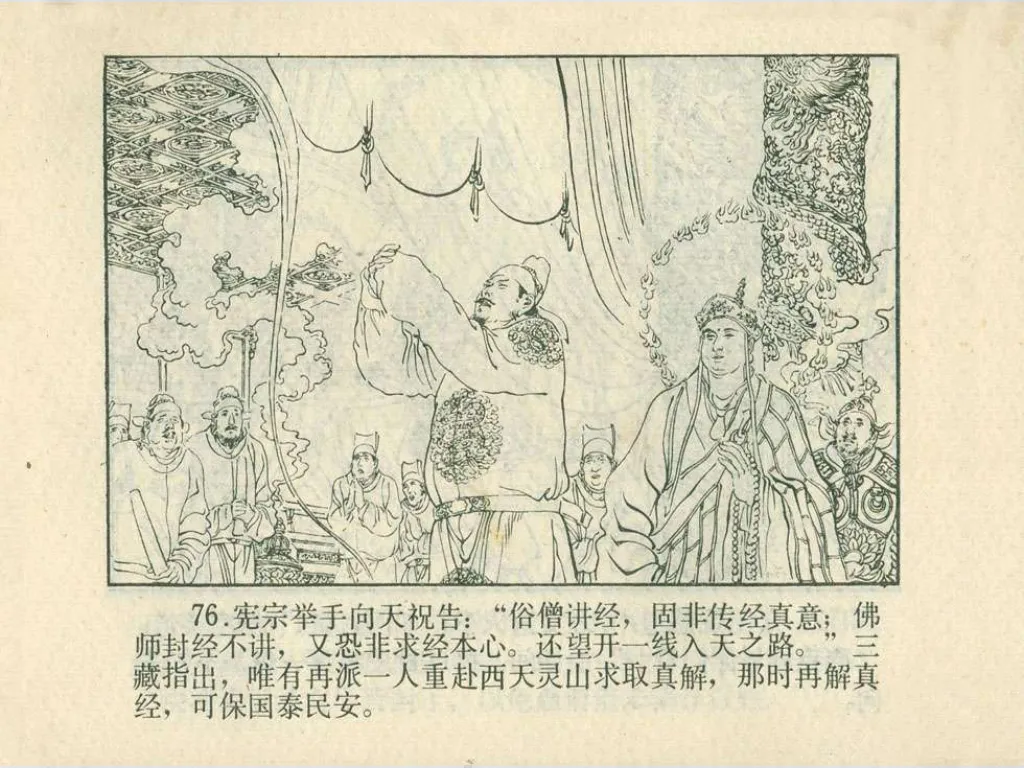 76.宪宗举手向天祝告：“俗僧讲经，固非传经真意；佛
师封经不讲，又恐非求经本心。还望开一线入天之路。”三
藏指出，唯有再派一人重赴西天灵山求取真解，那时再解真
经，可保国泰民安。